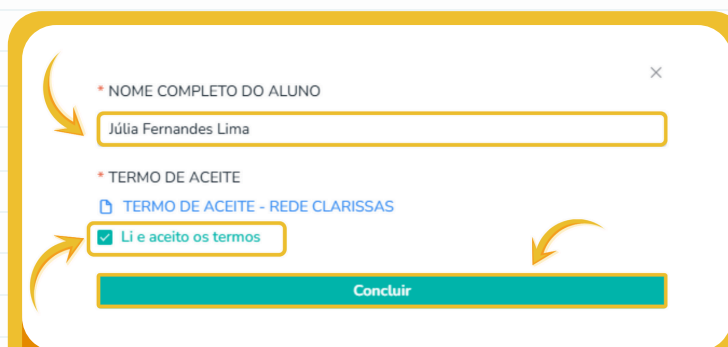 * NOME COMPLETO DO ALUNO
Júlia Fernandes Lima
* TERMO DE ACEITE
TERMO DE ACEITE - REDE CLARISSAS
Li e aceito os termos
Concluir